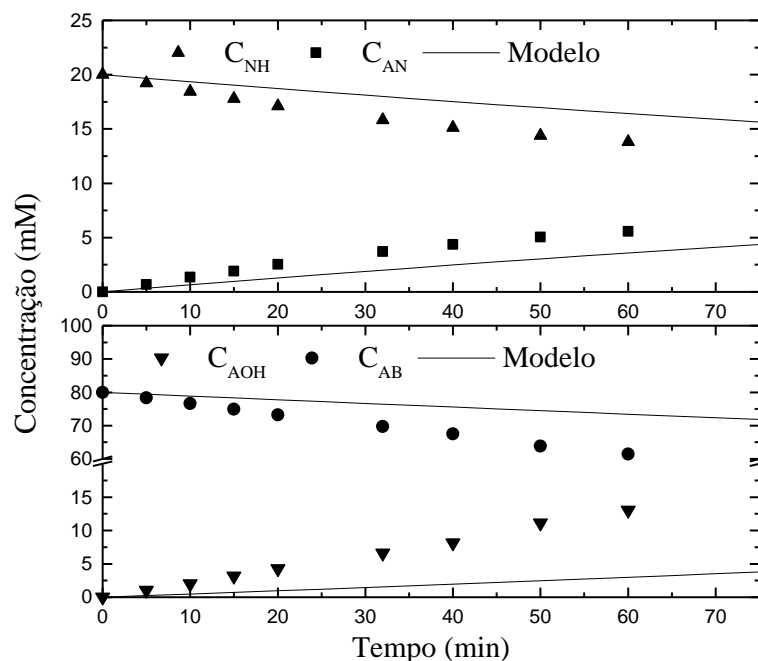 25
C_NH C_AN Modelo
20
15
10
5
0
0 10 20 30 40 50 60 70
Concentração (mM)
100
C_AOH C_AB Modelo
90
80
70
60
15
10
5
0
0 10 20 30 40 50 60 70
Tempo (min)